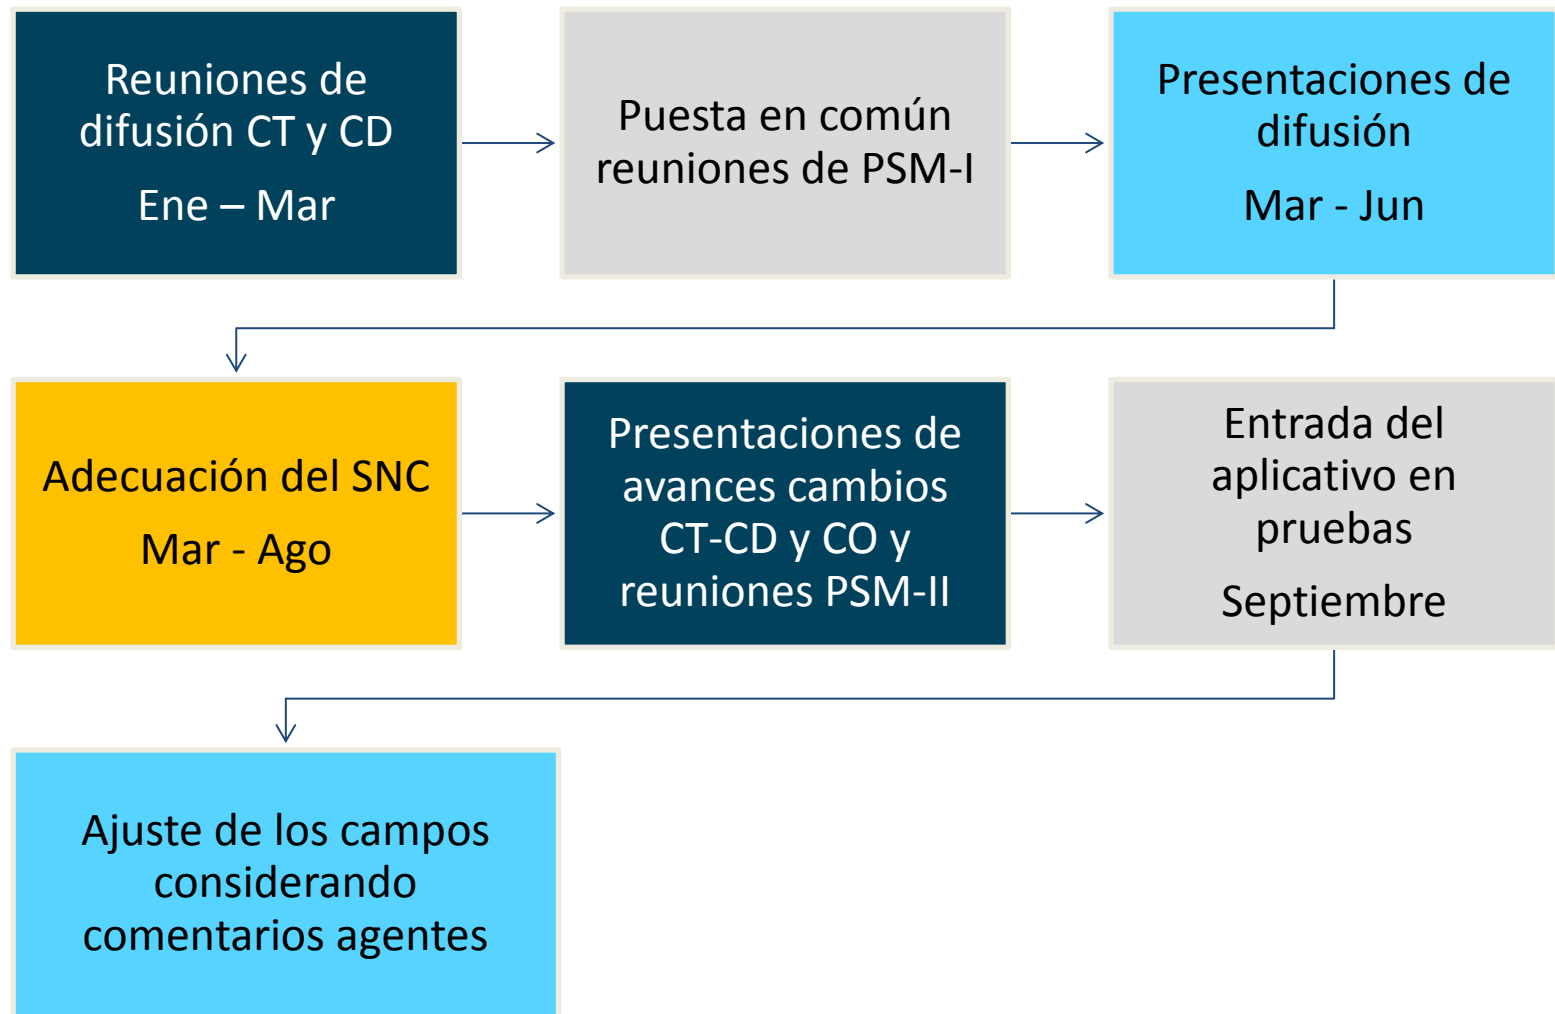 Reuniones de
difusión CT y CD
Ene – Mar
Puesta en común
reuniones de PSM-I
Presentaciones de
difusión
Mar - Jun
Adecuación del SNC
Mar - Ago
Presentaciones de
avances cambios
CT-CD y CO y
reuniones PSM-II
Entrada del
aplicativo en
pruebas
Septiembre
Ajuste de los campos
considerando
comentarios agentes